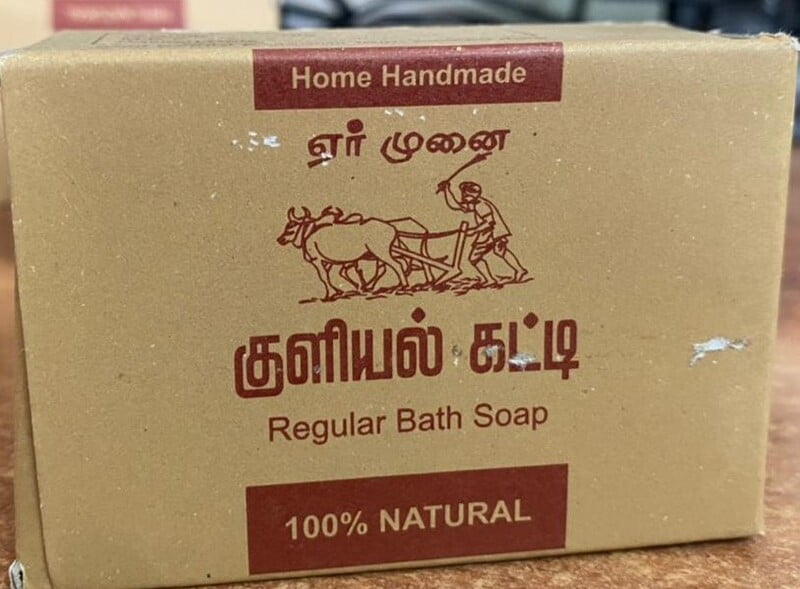 Home Handmade
ஏர் முனை
குளியல் கட்டி
Regular Bath Soap
100% NATURAL